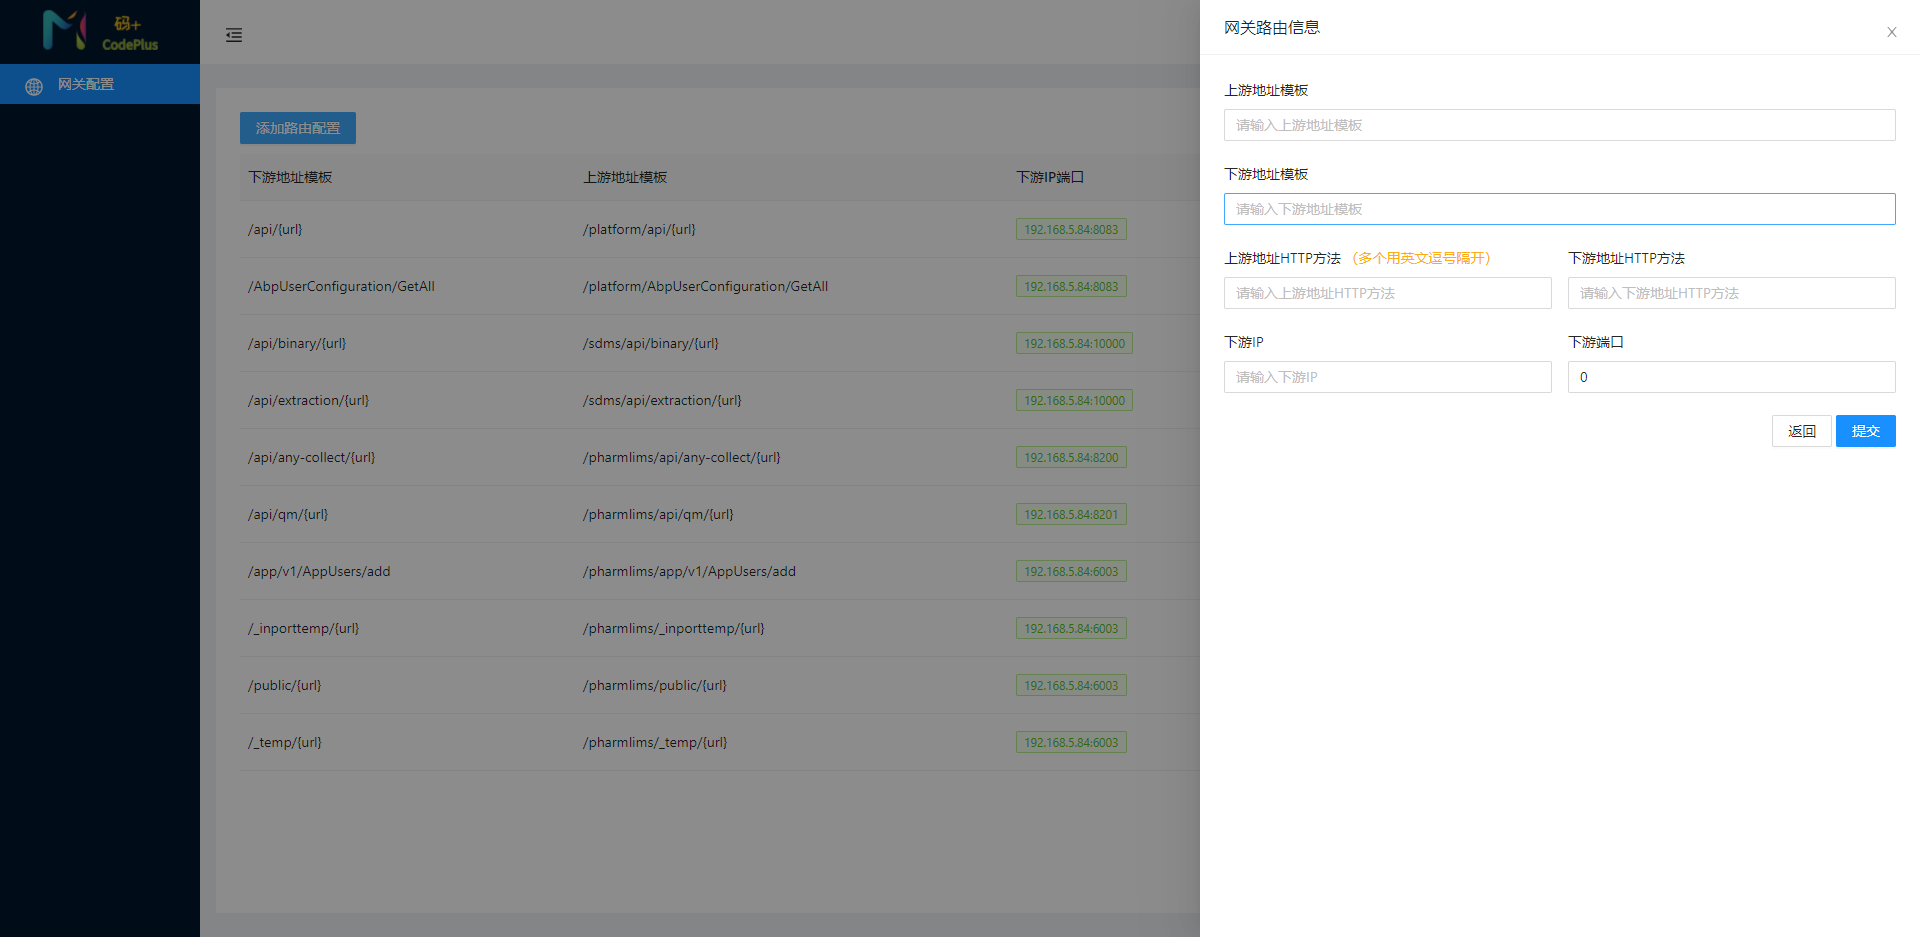 码+
CodePlus
网关配置
添加路由配置
下游地址模板 上游地址模板 下游IP端口
/api/{url} /platform/api/{url} 192.168.5.84:8083
/AbpUserConfiguration/GetAll /platform/AbpUserConfiguration/GetAll 192.168.5.84:8083
/api/binary/{url} /sdms/api/binary/{url} 192.168.5.84:10000
/api/extraction/{url} /sdms/api/extraction/{url} 192.168.5.84:10000
/api/any-collect/{url} /pharmlims/api/any-collect/{url} 192.168.5.84:8200
/api/qm/{url} /pharmlims/api/qm/{url} 192.168.5.84:8201
/app/v1/AppUsers/add /pharmlims/app/v1/AppUsers/add 192.168.5.84:6003
/_inporttemp/{url} /pharmlims/_inporttemp/{url} 192.168.5.84:6003
/public/{url} /pharmlims/public/{url} 192.168.5.84:6003
/_temp/{url} /pharmlims/_temp/{url} 192.168.5.84:6003
网关路由信息
上游地址模板
请输入上游地址模板
下游地址模板
请输入下游地址模板
上游地址HTTP方法 （多个用英文逗号隔开） 下游地址HTTP方法
请输入上游地址HTTP方法 请输入下游地址HTTP方法
下游IP 下游端口
请输入下游IP 0
返回 提交